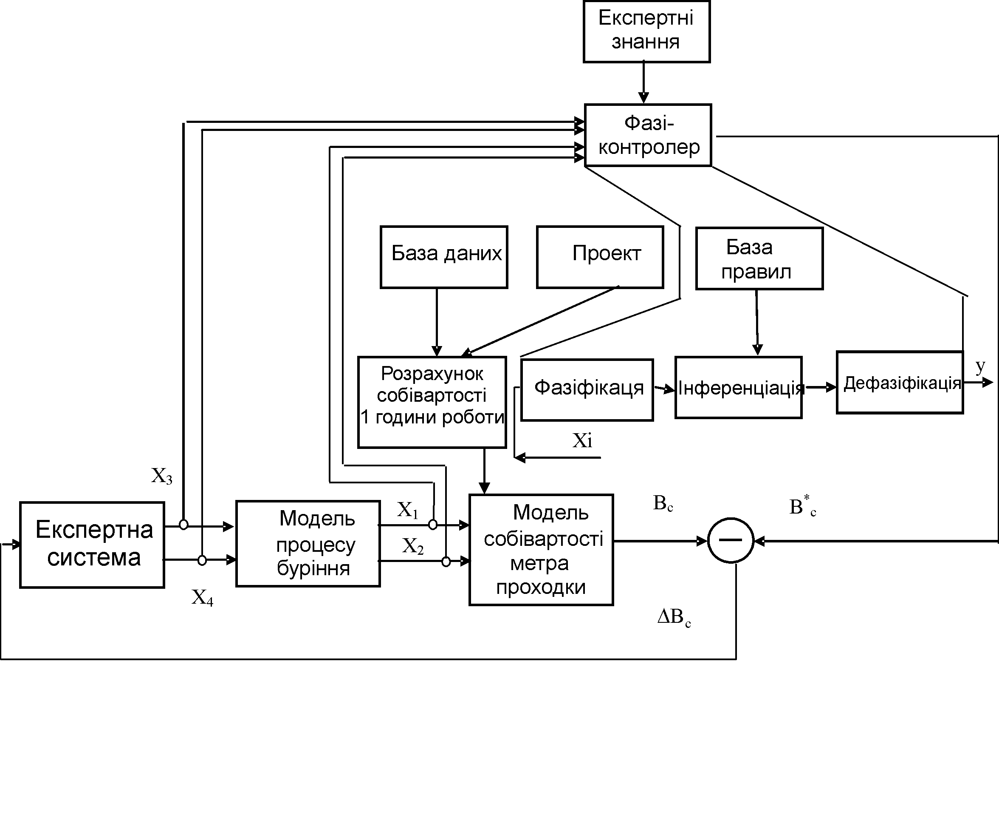 Експертні
знання
Фазі-
контролер
База даних
Проект
База
правил
Розрахунок
собівартості
1 години роботи
Фазіфікаця
Інференціація
Дефазіфікація
y
Xi
X3
Експертна
система
X4
Модель
процесу
буріння
X1
X2
Модель
собівартості
метра
проходки
Bc
B*c
−
ΔBc